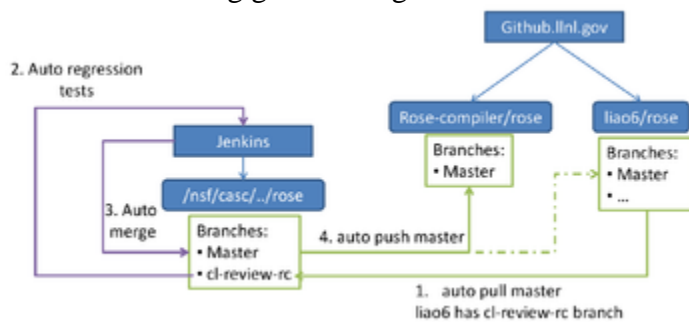 Github.llnl.gov
2. Auto regression
tests
Rose-compiler/rose
liao6/rose
Jenkins
Branches:
• Master
Branches:
• Master
• ...
/nsf/casc/../rose
3. Auto
merge
Branches:
• Master
• cl-review-rc
4. auto push master
1. auto pull master
liao6 has cl-review-rc branch